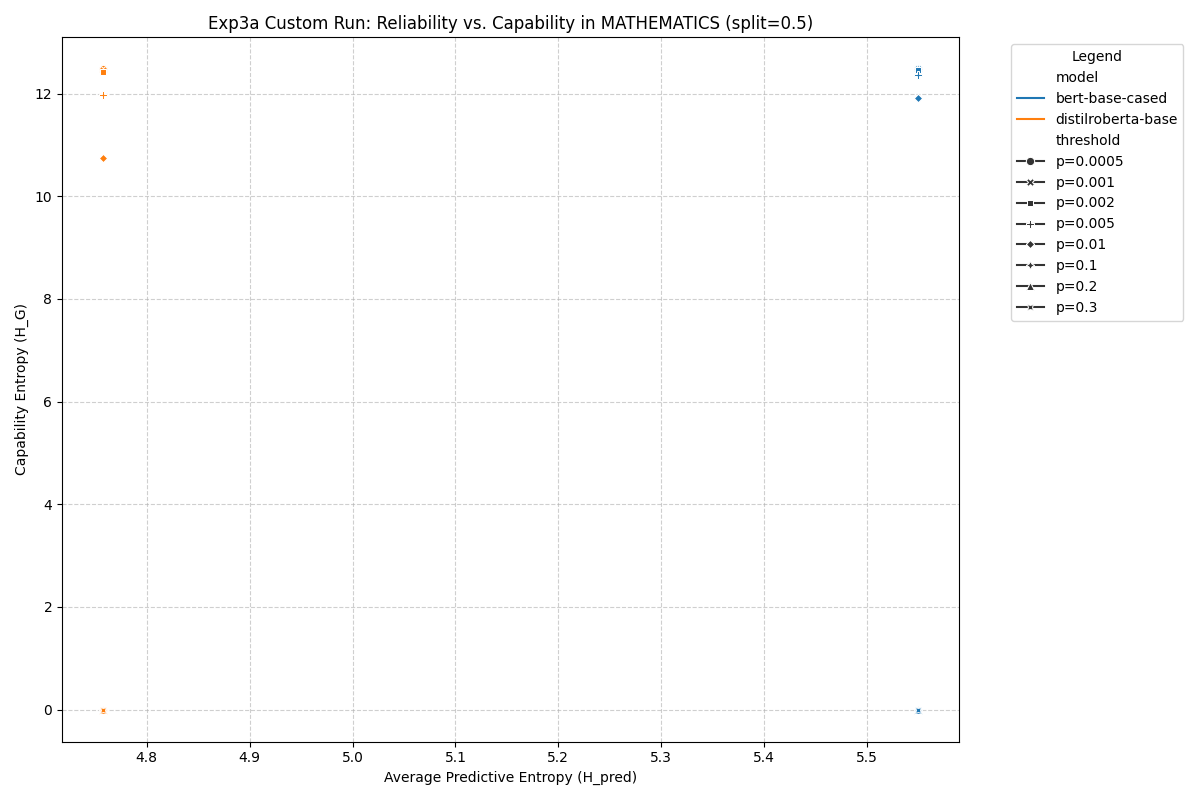 Exp3a Custom Run: Reliability vs. Capability in MATHEMATICS (split=0.5)
Capability Entropy (H_G)
12
10
8
6
4
2
0
4.8
4.9
5.0
5.1
5.2
5.3
5.4
5.5
Average Predictive Entropy (H_pred)
Legend
model
bert-base-cased
distilroberta-base
threshold
p=0.0005
p=0.001
p=0.002
p=0.005
p=0.01
p=0.1
p=0.2
p=0.3